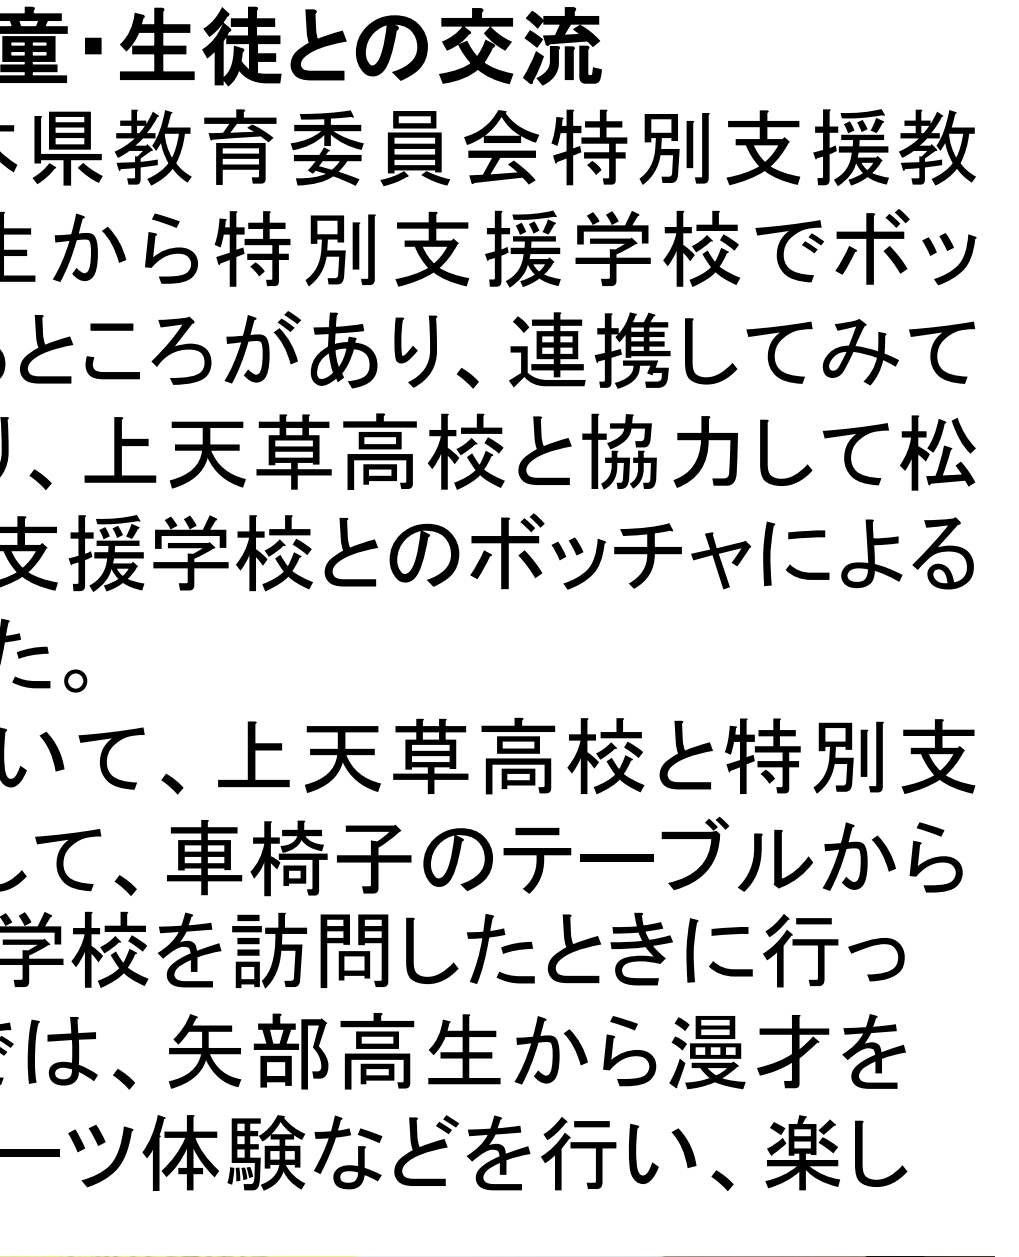 童・生徒との交流
県教育委員会特別支援教
生から特別支援学校でボッ
ところがあり、連携してみて
り、上天草高校と協力して松
支援学校とのボッチャによる
た。
いて、上天草高校と特別支
して、車椅子のテーブルから
学校を訪問したときに行っ
では、矢部高生から漫才を
ーツ体験などを行い、楽し